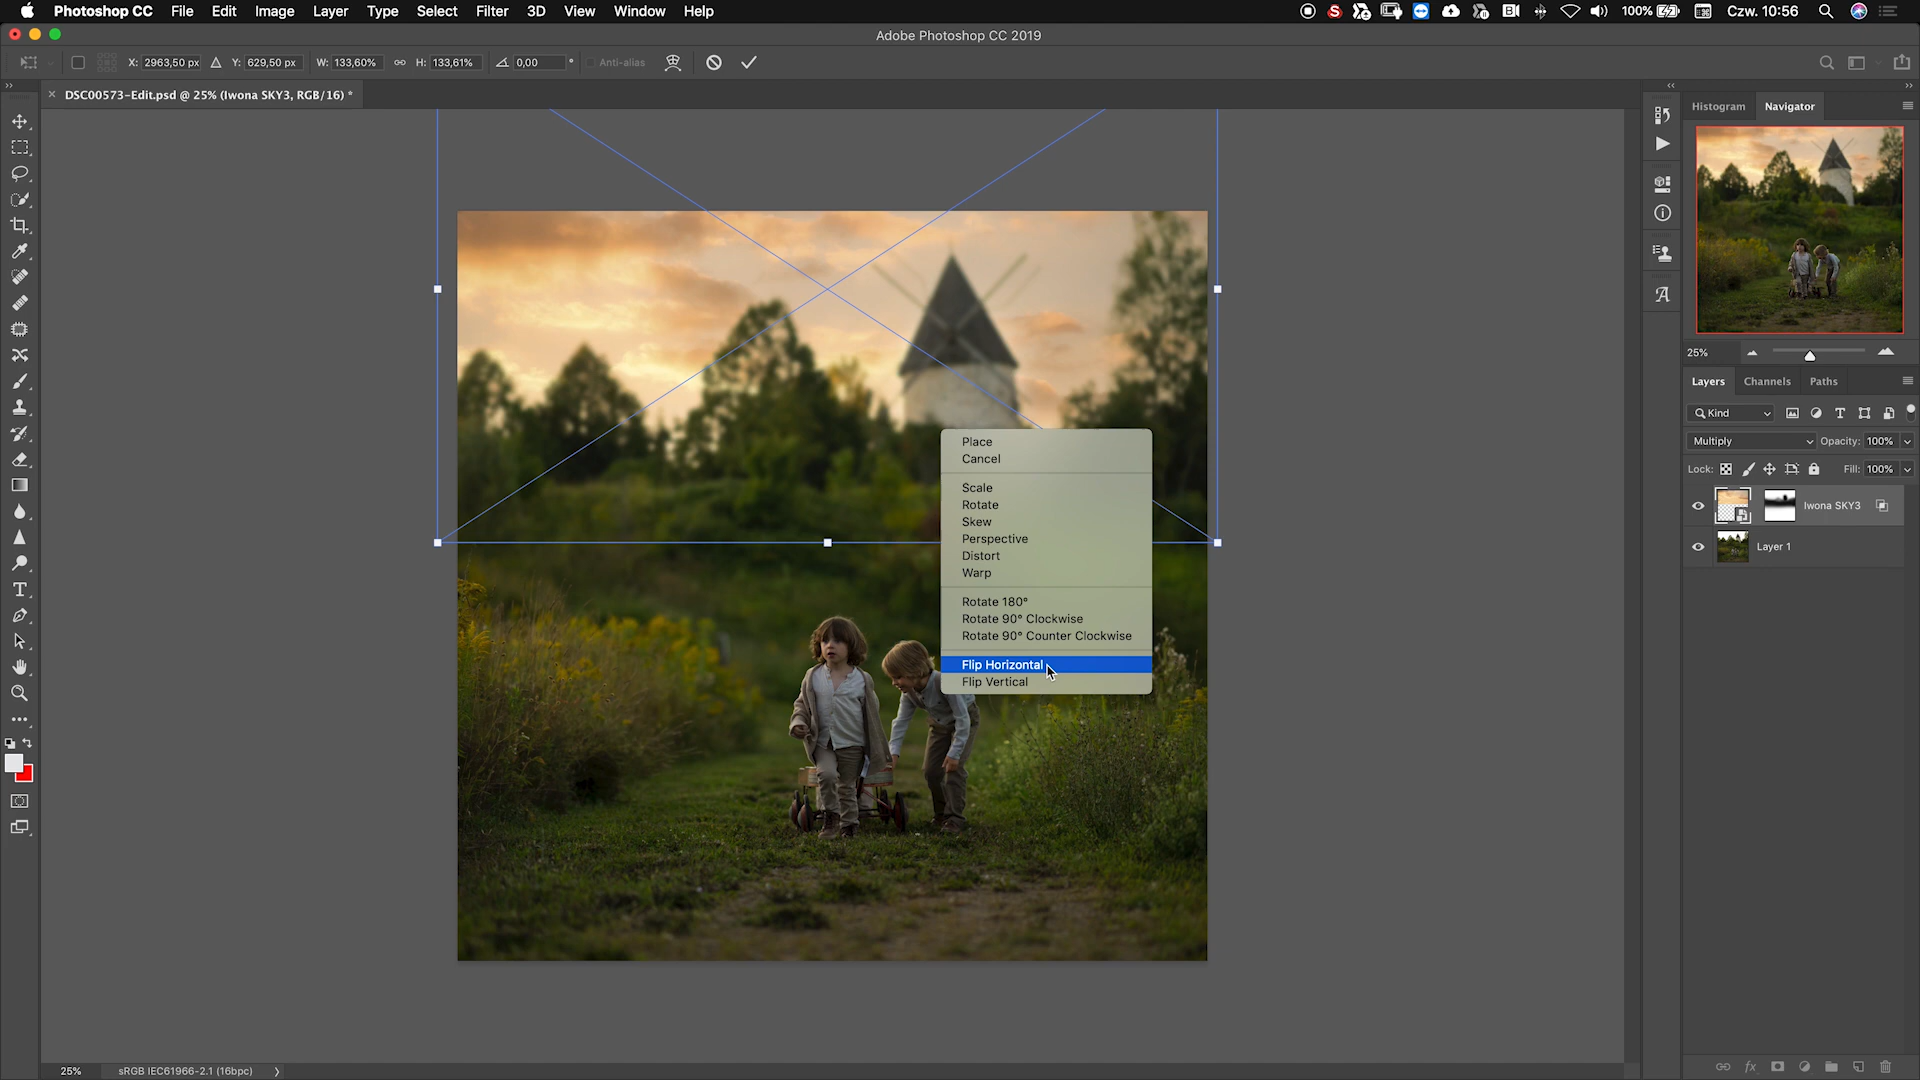 Photoshop CC File Edit Image Layer Type Select Filter 3D View Window Help 100% Czw. 10:56
Adobe Photoshop CC 2019
X: 2963,50 px Y: 629,50 px W: 133,60% H: 133,61% 0,00 ° Anti-alias
DSC00573-Edit.psd @ 25% (Iwona SKY3, RGB/16) *
Histogram Navigator
25%
Layers Channels Paths
Kind
Multiply Opacity: 100%
Lock: Fill: 100%
Iwona SKY3
Layer 1
Place
Cancel
Scale
Rotate
Skew
Perspective
Distort
Warp
Rotate 180°
Rotate 90° Clockwise
Rotate 90° Counter Clockwise
Flip Horizontal
Flip Vertical
25% sRGB IEC61966-2.1 (16bpc)